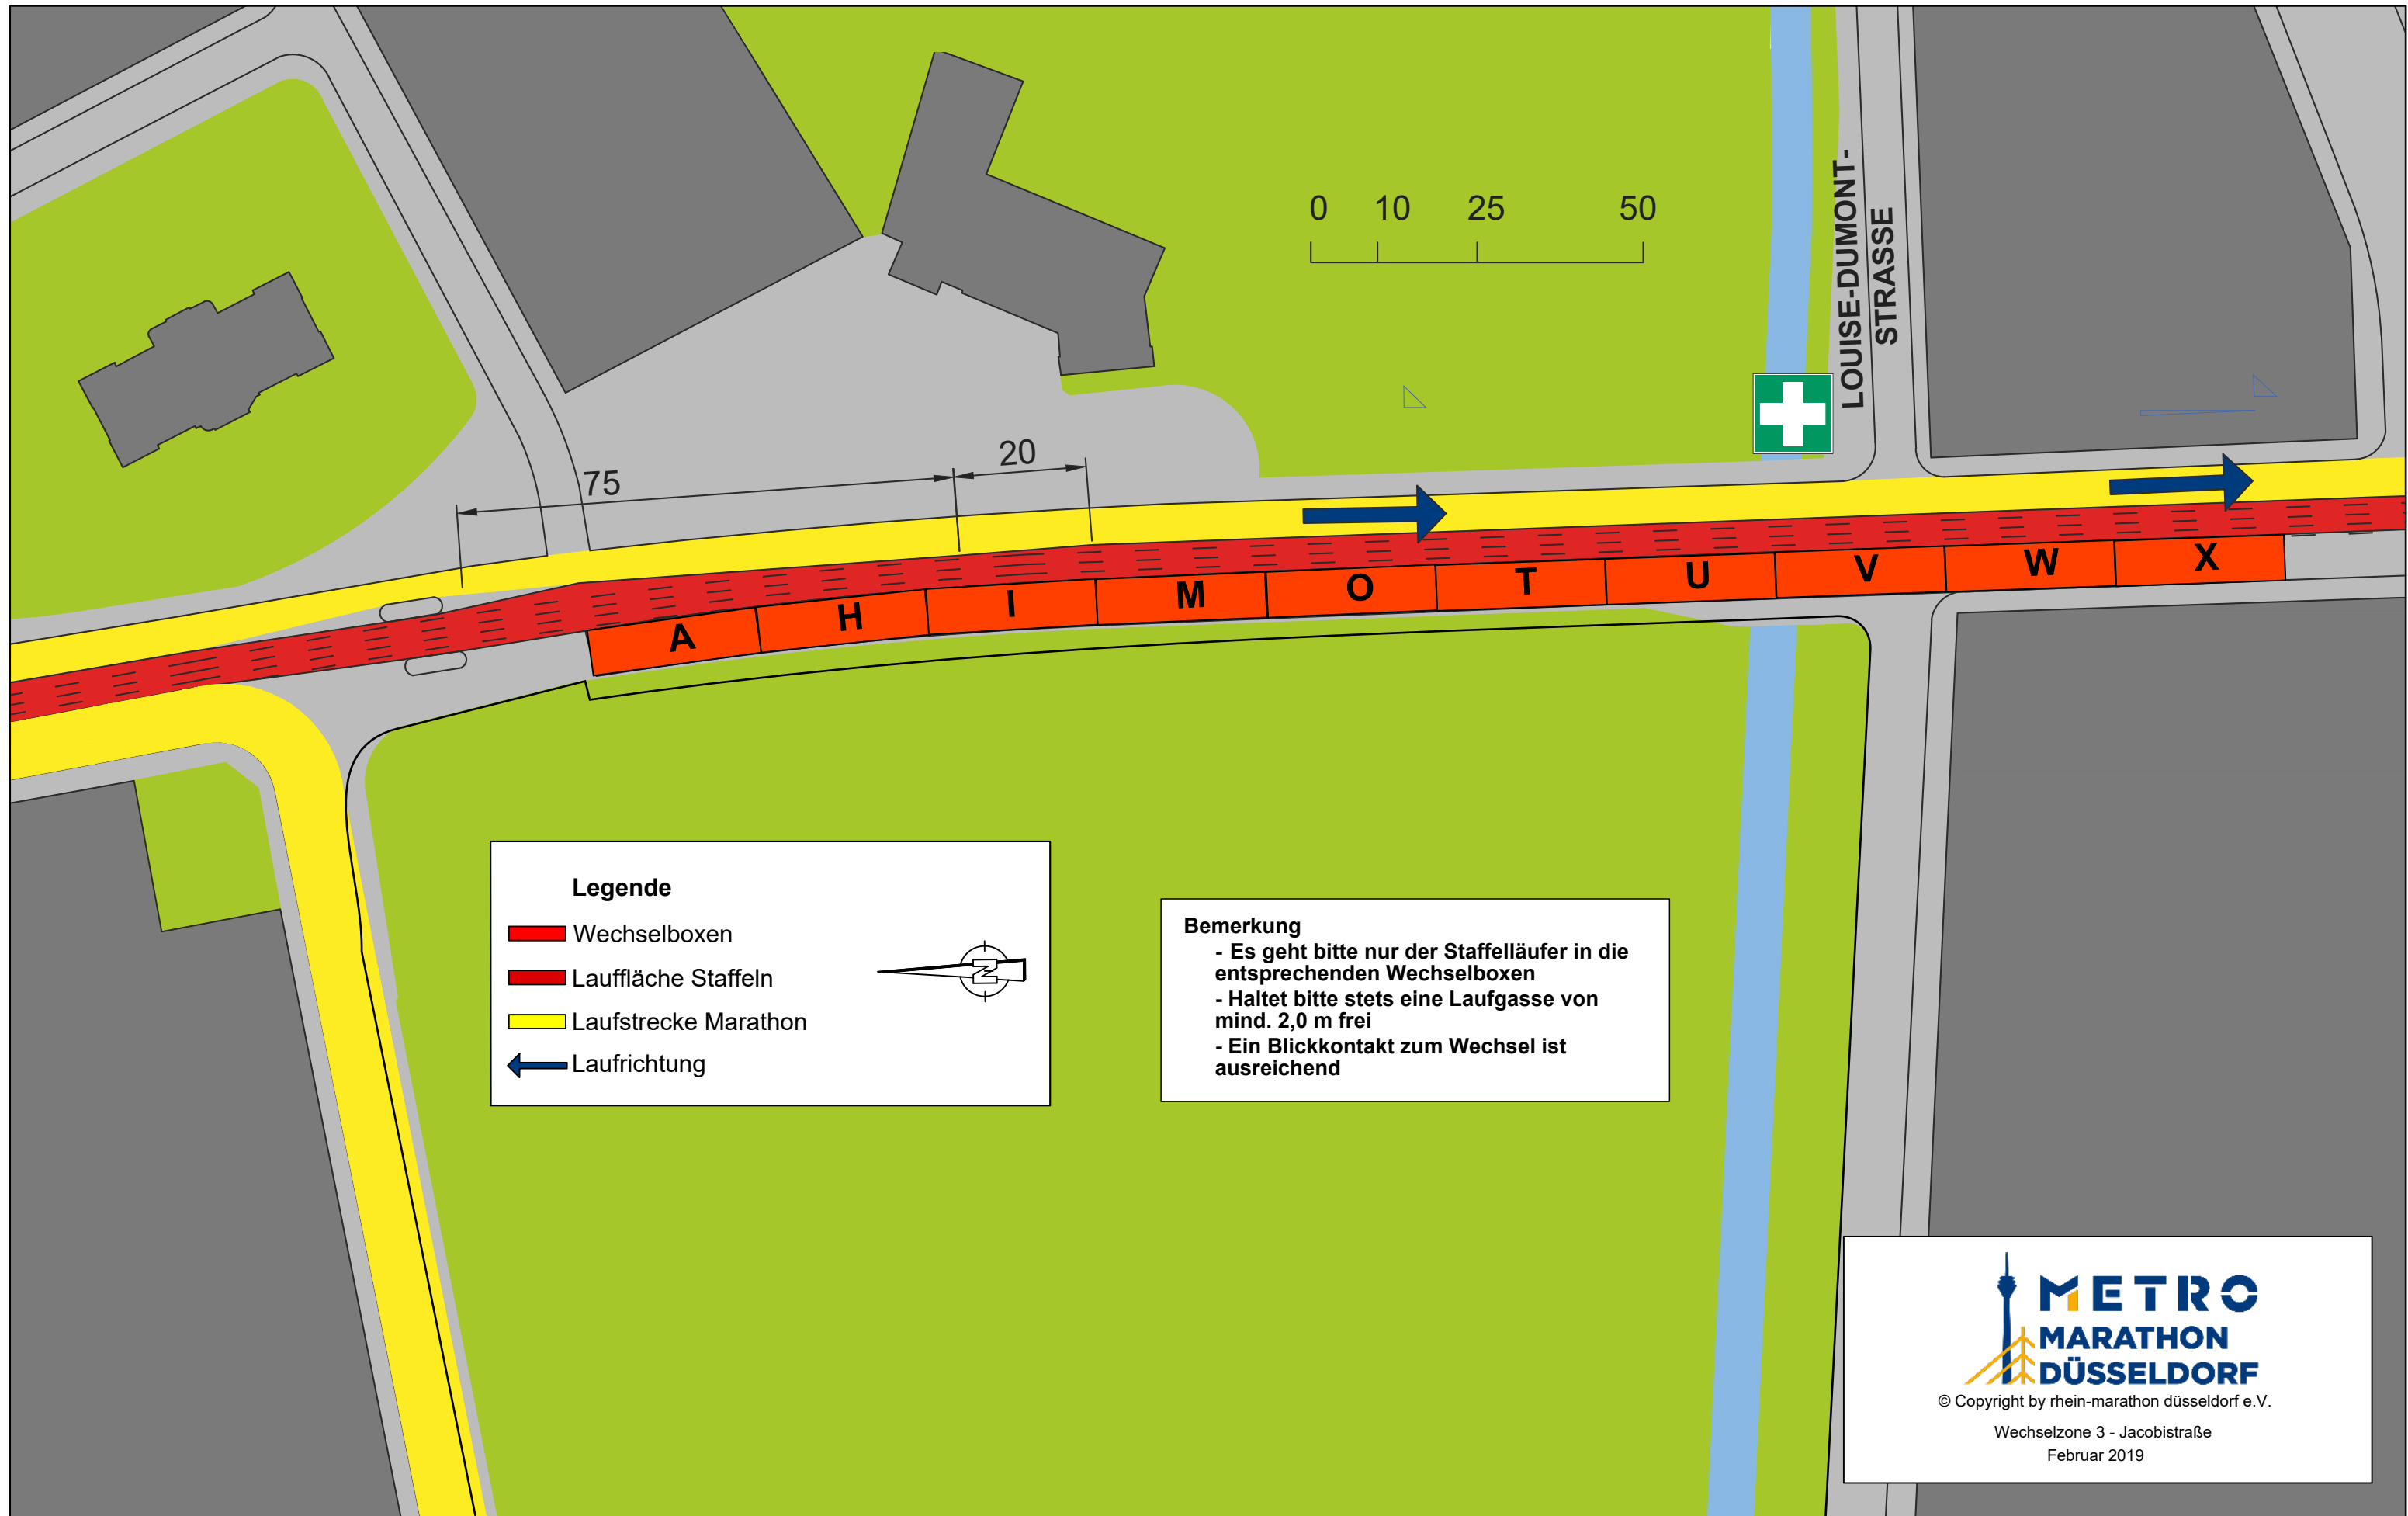 0 10 25 50
LOUISE-DUMONT-
STRASSE
75
20
A H I M O T U V W X
Legende
Wechselboxen
Lauffläche Staffeln
Laufstrecke Marathon
Laufrichtung
N
Bemerkung
- Es geht bitte nur der Staffelläufer in die
entsprechenden Wechselboxen
- Haltet bitte stets eine Laufgasse von
mind. 2,0 m frei
- Ein Blickkontakt zum Wechsel ist
ausreichend
METRO
MARATHON
DÜSSELDORF
© Copyright by rhein-marathon düsseldorf e.V.
Wechselzone 3 - Jacobistraße
Februar 2019